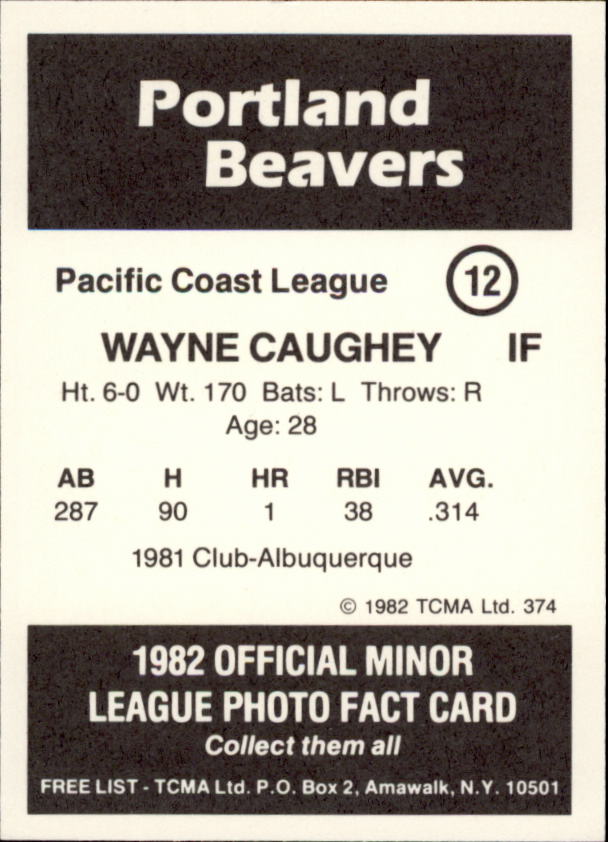 Portland
Beavers
Pacific Coast League 12
WAYNE CAUGHEY IF
Ht. 6-0 Wt. 170 Bats: L Throws: R
Age: 28
AB H HR RBI AVG.
287 90 1 38 .314
1981 Club-Albuquerque
© 1982 TCMA Ltd. 374
1982 OFFICIAL MINOR
LEAGUE PHOTO FACT CARD
Collect them all
FREE LIST - TCMA Ltd. P.O. Box 2, Amawalk, N.Y. 10501